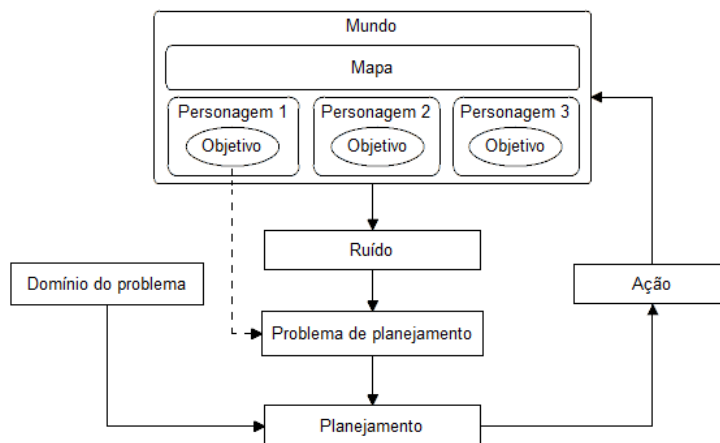 Mundo
Mapa
Personagem 1
Personagem 2
Personagem 3
Objetivo
Objetivo
Objetivo
Ruído
Domínio do problema
Ação
Problema de planejamento
Planejamento